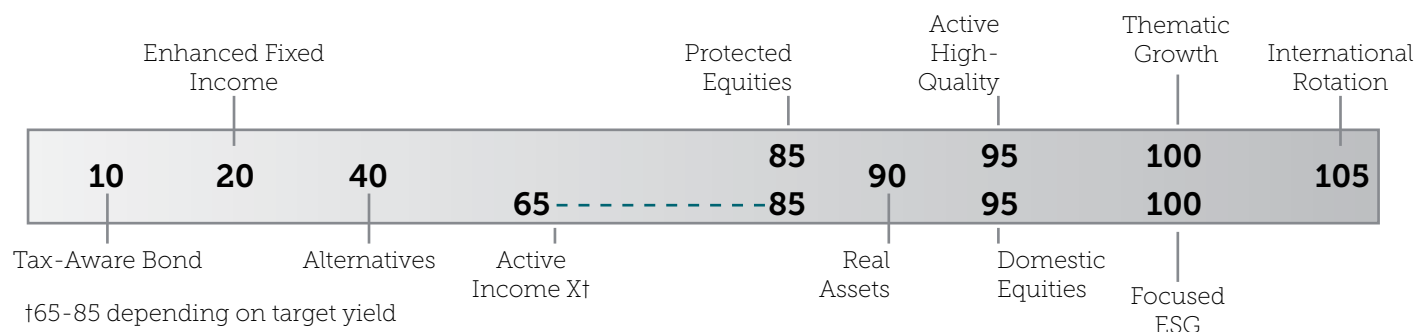 Enhanced Fixed
Income
Protected
Equities
Active
High-
Quality
Thematic
Growth
International
Rotation
10
20
40
65
85
85
90
95
95
100
100
105
Tax-Aware Bond
Alternatives
Active
Income X†
Real
Assets
Domestic
Equities
Focused
ESG
†65-85 depending on target yield